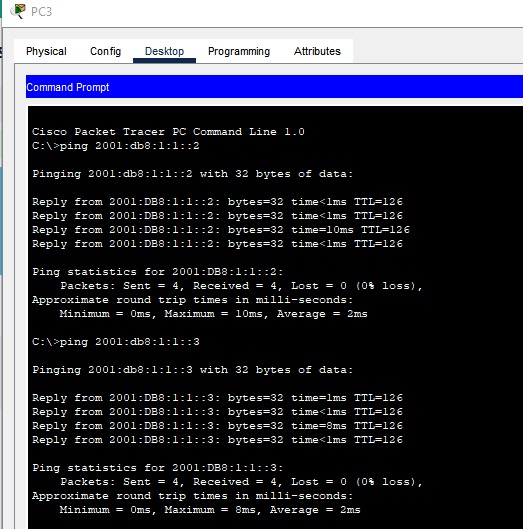 PC3
Physical Config Desktop Programming Attributes
Command Prompt
Cisco Packet Tracer PC Command Line 1.0
C:\>ping 2001:db8:1:1::2
Pinging 2001:db8:1:1::2 with 32 bytes of data:
Reply from 2001:DB8:1:1::2: bytes=32 time<1ms TTL=126
Reply from 2001:DB8:1:1::2: bytes=32 time<1ms TTL=126
Reply from 2001:DB8:1:1::2: bytes=32 time=10ms TTL=126
Reply from 2001:DB8:1:1::2: bytes=32 time<1ms TTL=126
Ping statistics for 2001:DB8:1:1::2:
Packets: Sent = 4, Received = 4, Lost = 0 (0% loss),
Approximate round trip times in milli-seconds:
Minimum = 0ms, Maximum = 10ms, Average = 2ms
C:\>ping 2001:db8:1:1::3
Pinging 2001:db8:1:1::3 with 32 bytes of data:
Reply from 2001:DB8:1:1::3: bytes=32 time=1ms TTL=126
Reply from 2001:DB8:1:1::3: bytes=32 time<1ms TTL=126
Reply from 2001:DB8:1:1::3: bytes=32 time=8ms TTL=126
Reply from 2001:DB8:1:1::3: bytes=32 time<1ms TTL=126
Ping statistics for 2001:DB8:1:1::3:
Packets: Sent = 4, Received = 4, Lost = 0 (0% loss),
Approximate round trip times in milli-seconds:
Minimum = 0ms, Maximum = 8ms, Average = 2ms